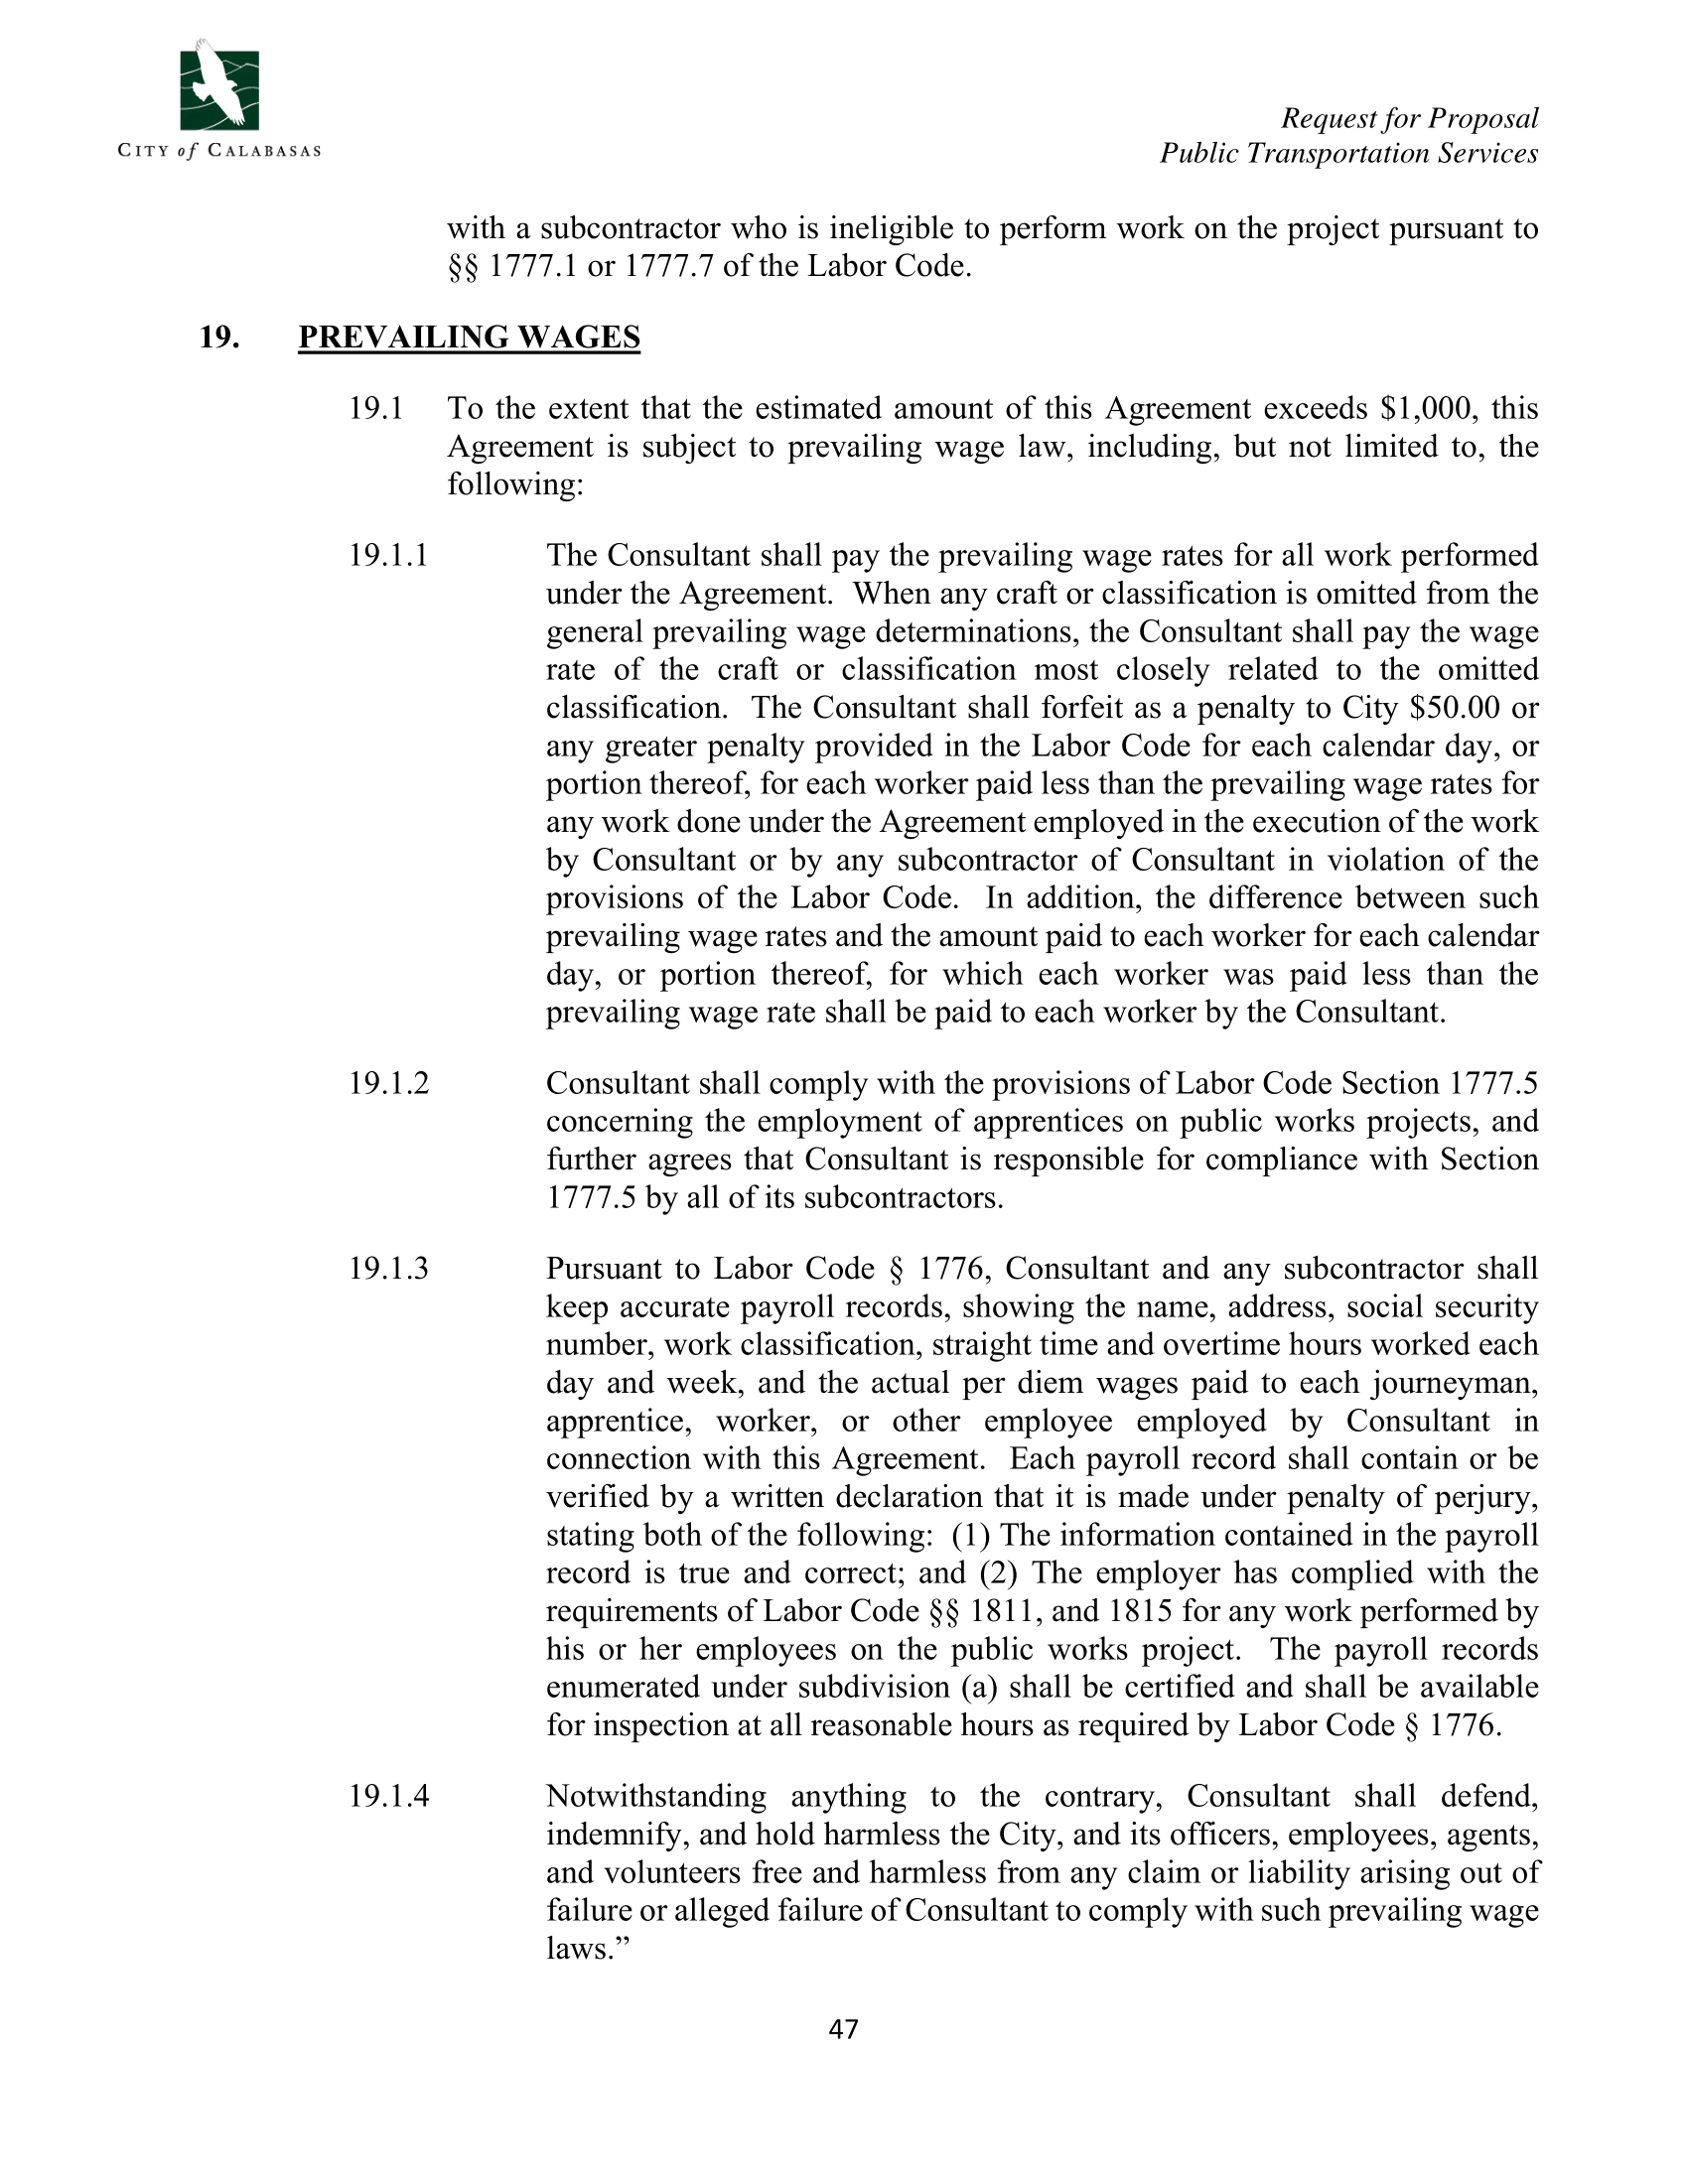 CITY of CALABASAS
Request for Proposal
Public Transportation Services
with a subcontractor who is ineligible to perform work on the project pursuant to
§§ 1777.1 or 1777.7 of the Labor Code.
19. PREVAILING WAGES
19.1 To the extent that the estimated amount of this Agreement exceeds $1,000, this
Agreement is subject to prevailing wage law, including, but not limited to, the
following:
19.1.1 The Consultant shall pay the prevailing wage rates for all work performed
under the Agreement. When any craft or classification is omitted from the
general prevailing wage determinations, the Consultant shall pay the wage
rate of the craft or classification most closely related to the omitted
classification. The Consultant shall forfeit as a penalty to City $50.00 or
any greater penalty provided in the Labor Code for each calendar day, or
portion thereof, for each worker paid less than the prevailing wage rates for
any work done under the Agreement employed in the execution of the work
by Consultant or by any subcontractor of Consultant in violation of the
provisions of the Labor Code. In addition, the difference between such
prevailing wage rates and the amount paid to each worker for each calendar
day, or portion thereof, for which each worker was paid less than the
prevailing wage rate shall be paid to each worker by the Consultant.
19.1.2 Consultant shall comply with the provisions of Labor Code Section 1777.5
concerning the employment of apprentices on public works projects, and
further agrees that Consultant is responsible for compliance with Section
1777.5 by all of its subcontractors.
19.1.3 Pursuant to Labor Code § 1776, Consultant and any subcontractor shall
keep accurate payroll records, showing the name, address, social security
number, work classification, straight time and overtime hours worked each
day and week, and the actual per diem wages paid to each journeyman,
apprentice, worker, or other employee employed by Consultant in
connection with this Agreement. Each payroll record shall contain or be
verified by a written declaration that it is made under penalty of perjury,
stating both of the following: (1) The information contained in the payroll
record is true and correct; and (2) The employer has complied with the
requirements of Labor Code §§ 1811, and 1815 for any work performed by
his or her employees on the public works project. The payroll records
enumerated under subdivision (a) shall be certified and shall be available
for inspection at all reasonable hours as required by Labor Code § 1776.
19.1.4 Notwithstanding anything to the contrary, Consultant shall defend,
indemnify, and hold harmless the City, and its officers, employees, agents,
and volunteers free and harmless from any claim or liability arising out of
failure or alleged failure of Consultant to comply with such prevailing wage
laws.”
47